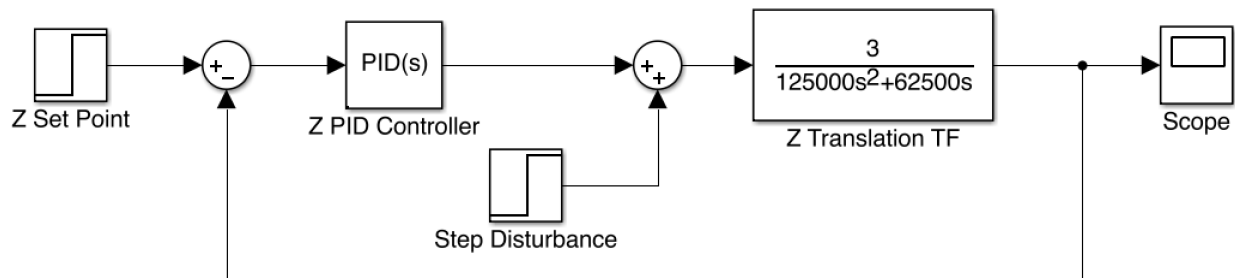 +
−
PID(s)
+
+
3
125000s²+62500s
Z Set Point
Z PID Controller
Z Translation TF
Scope
Step Disturbance